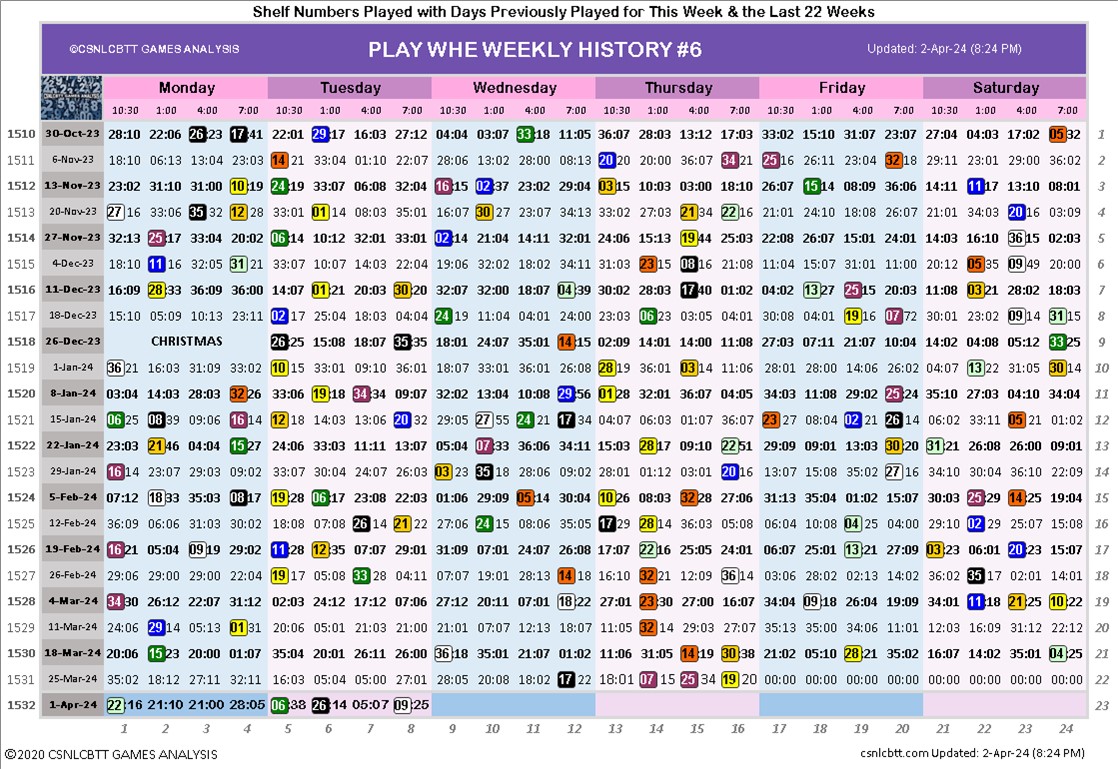 Shelf Numbers Played with Days Previously Played for This Week & the Last 22 Weeks
©CSNLCBTT GAMES ANALYSIS PLAY WHE WEEKLY HISTORY #6 Updated: 2-Apr-24 (8:24 PM)
Monday Tuesday Wednesday Thursday Friday Saturday
10:30 1:00 4:00 7:00 10:30 1:00 4:00 7:00 10:30 1:00 4:00 7:00 10:30 1:00 4:00 7:00 10:30 1:00 4:00 7:00 10:30 1:00 4:00 7:00
1510 30-Oct-23 28:10 22:06 26:23 17:41 22:01 29:17 16:03 27:12 04:04 03:07 33:18 11:05 36:07 28:03 13:12 17:03 33:02 15:10 31:07 23:07 27:04 04:03 17:02 05:32 1
1511 6-Nov-23 18:10 06:13 13:04 23:03 14 21 33:04 01:10 22:07 28:06 13:02 28:00 08:13 20 20 20:00 36:07 34 21 25 16 26:11 23:04 32 18 29:11 23:01 29:00 36:02 2
1512 13-Nov-23 23:02 31:10 31:00 10:19 24:19 33:07 06:08 32:04 16:15 02:37 23:02 29:04 03:15 10:02 03:00 18:10 26:07 15:14 08:09 36:06 14:11 11:17 13:10 08:01 3
1513 20-Nov-23 27 16 33:06 35 32 12 28 33:01 01 14 08:03 35:01 16:07 30 27 23:07 34:13 33:02 27:03 21 34 22 16 21:01 24:10 18:08 26:07 21:01 34:03 20 16 03:09 4
1514 27-Nov-23 32:13 25:17 33:04 20:02 06:14 10:12 32:01 33:01 02:14 21:04 14:11 32:01 24:06 15:13 19:44 25:03 22:08 26:07 15:01 24:01 14:03 16:10 36:15 02:03 5
1515 4-Dec-23 18:10 11 16 32:05 31 21 33:07 10:07 14:03 22:04 19:06 32:02 18:02 34:11 31:03 23 15 08 16 21:08 11:04 15:07 31:01 11:00 20:12 05 35 09 49 20:00 6
1516 11-Dec-23 16:09 28:33 36:09 36:00 14:07 01:21 20:03 30:20 32:07 32:00 18:07 04:39 10:02 28:03 17:40 01:02 04:02 13:27 25:15 20:03 11:08 03:21 28:02 18:03 7
1517 18-Dec-23 15:10 05:09 10:13 23:11 02 17 25:08 10:04 24:03 24 19 11:09 04:01 24:00 23:04 06 23 03:05 04:01 30:08 04:01 19 16 07 72 30:01 23:02 09 14 31 15 8
1518 26-Dec-23 CHRISTMAS 26:25 15:08 18:07 35:35 18:01 24:07 35:01 14:15 02:09 14:01 14:00 11:08 27:03 07:11 21:07 10:04 14:02 04:08 05:12 33:25 9
1519 1-Jan-24 36 21 16:03 31:09 33:02 10 15 33:01 09:10 36:01 18:07 33:01 36:01 26:08 28 19 36:01 03 14 11:06 28:01 28:00 14:06 26:02 04:07 13 22 31:08 30 14 10
1520 8-Jan-24 03:04 14:03 28:03 32:26 33:06 19:18 34:34 09:07 32:02 13:04 10:08 29:56 01:28 32:01 36:07 04:05 34:03 11:08 29:02 25:24 35:10 27:03 04:10 34:04 11
1521 15-Jan-24 06 25 08 39 09:06 16 14 12 18 14:03 13:06 20 32 29:05 27 55 24 21 17 34 04:07 06:03 01:07 06:07 23 27 06:03 02 21 26 14 06:02 33:11 05 21 01:02 12
1522 22-Jan-24 23:03 21:46 04:04 15:27 24:06 33:03 11:11 13:07 05:04 07:33 36:06 34:11 15:03 28:17 09:10 22:51 29:09 09:01 13:03 30:20 31:21 26:08 23:00 09:01 13
1523 29-Jan-24 16 14 23:07 29:03 09:02 33:07 30:04 24:07 26:03 03 23 35 18 28:06 09:02 28:01 01:12 03:01 20 16 13:07 1:08 35:02 27 16 34:10 30:04 36:10 22:09 14
1524 5-Feb-24 07:12 18:33 35:03 08:17 19:28 06:17 23:08 22:03 01:06 29:09 05:14 30:04 10:26 08:03 32:15 27:06 31:13 35:04 01:02 15:07 30:03 25:29 14:25 19:04 15
1525 12-Feb-24 36:09 06:06 31:03 30:02 18:08 07:08 26 14 21 22 27:06 24 15 08:06 35:05 17 29 28 14 36:03 05:08 06:04 10:08 04 25 04:00 29:10 02 29 25:07 15:08 16
1526 19-Feb-24 16:21 05:04 09:19 29:02 11:28 12:35 07:07 29:01 31:09 07:01 24:07 26:08 17:07 22:16 25:05 24:01 06:07 25:01 13:21 27:09 03:23 06:01 20:23 15:07 17
1527 26-Feb-24 29:06 29:00 29:00 22:04 19 17 05:08 33 28 04:11 07:07 19:01 28:13 14 18 16:10 32 21 12:09 36 14 03:06 28:02 02:13 14:02 36:02 35 17 02:01 14:01 18
1528 4-Mar-24 34:30 26:12 22:07 31:12 02:03 24:12 17:12 07:06 27:12 20:11 07:01 18:22 27:01 23:30 27:00 16:07 34:04 09:18 26:04 19:09 34:01 11:18 21:25 10:22 19
1529 11-Mar-24 24:06 29 14 05:13 01 31 20:06 05:01 23:03 21:00 21:01 07:05 12:13 18:07 11:05 32 14 29:03 27:07 35:13 35:00 22:06 11:01 12:03 16:09 31:12 22:12 20
1530 18-Mar-24 20:06 15:23 20:00 01:07 35:04 20:01 26:11 26:00 36:18 35:01 21:07 01:02 11:06 31:05 14:19 30:38 21:02 05:10 28:21 35:02 16:07 14:02 35:01 04:25 21
1531 25-Mar-24 35:02 18:12 27:11 32:11 16:03 05:04 05:00 27:01 28:05 20:08 18:02 17 22 18:01 07 15 25 34 19 20 00:00 00:00 00:00 00:00 00:00 00:00 00:00 00:00 22
1532 1-Apr-24 22:16 21:10 21:00 28:05 06:38 26:14 05:07 09:25 23
1 2 3 4 5 6 7 8 9 10 11 12 13 14 15 16 17 18 19 20 21 22 23 24
©2020 CSNLCBTT GAMES ANALYSIS csnlcbtt.com Updated: 2-Apr-24 (8:24 PM)